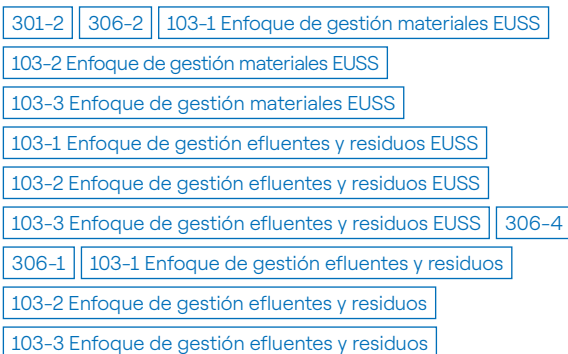 301-2 306-2 103-1 Enfoque de gestión materiales EUSS
103-2 Enfoque de gestión materiales EUSS
103-3 Enfoque de gestión materiales EUSS
103-1 Enfoque de gestión efluentes y residuos EUSS
103-2 Enfoque de gestión efluentes y residuos EUSS
103-3 Enfoque de gestión efluentes y residuos EUSS 306-4
306-1 103-1 Enfoque de gestión efluentes y residuos
103-2 Enfoque de gestión efluentes y residuos
103-3 Enfoque de gestión efluentes y residuos